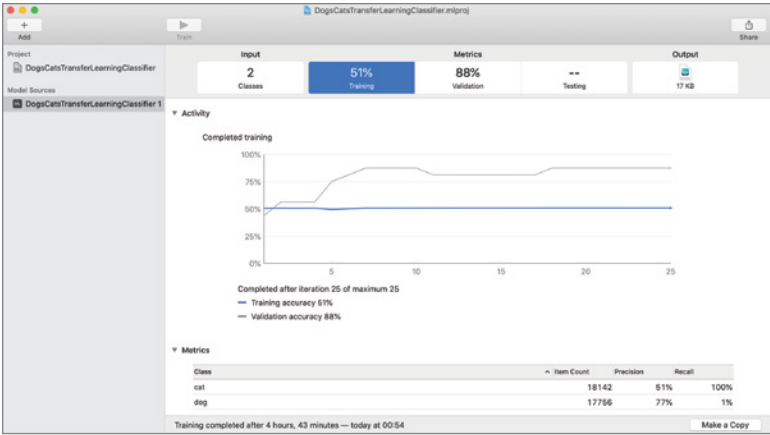 DogsCatsTransferLearningClassifier.mlproj
Add
Train
Share
Project
DogsCatsTransferLearningClassifier
Model Sources
DogsCatsTransferLearningClassifier 1
Input Metrics Output
2 51% 88% -- 17 KB
Classes Training Validation Testing
Activity
Completed training
100%
75%
50%
25%
0%
5 10 15 20 25
Completed after iteration 25 of maximum 25
Training accuracy 51%
Validation accuracy 88%
Metrics
Class Item Count Precision Recall
cat 18142 51% 100%
dog 17756 77% 1%
Training completed after 4 hours, 43 minutes — today at 00:54
Make a Copy